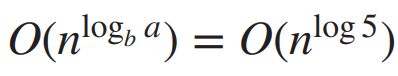 O(n^{log_b a}) = O(n^{log 5})